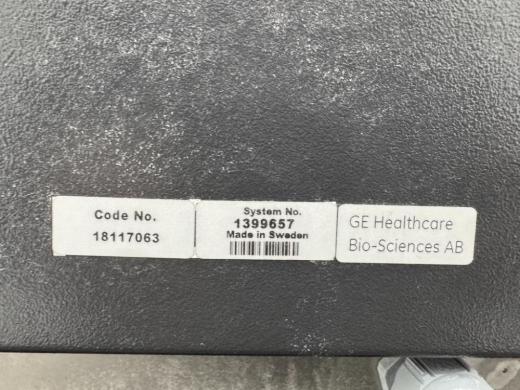 Code No.
18117063
System No.
1399657
Made in Sweden
GE Healthcare
Bio-Sciences AB